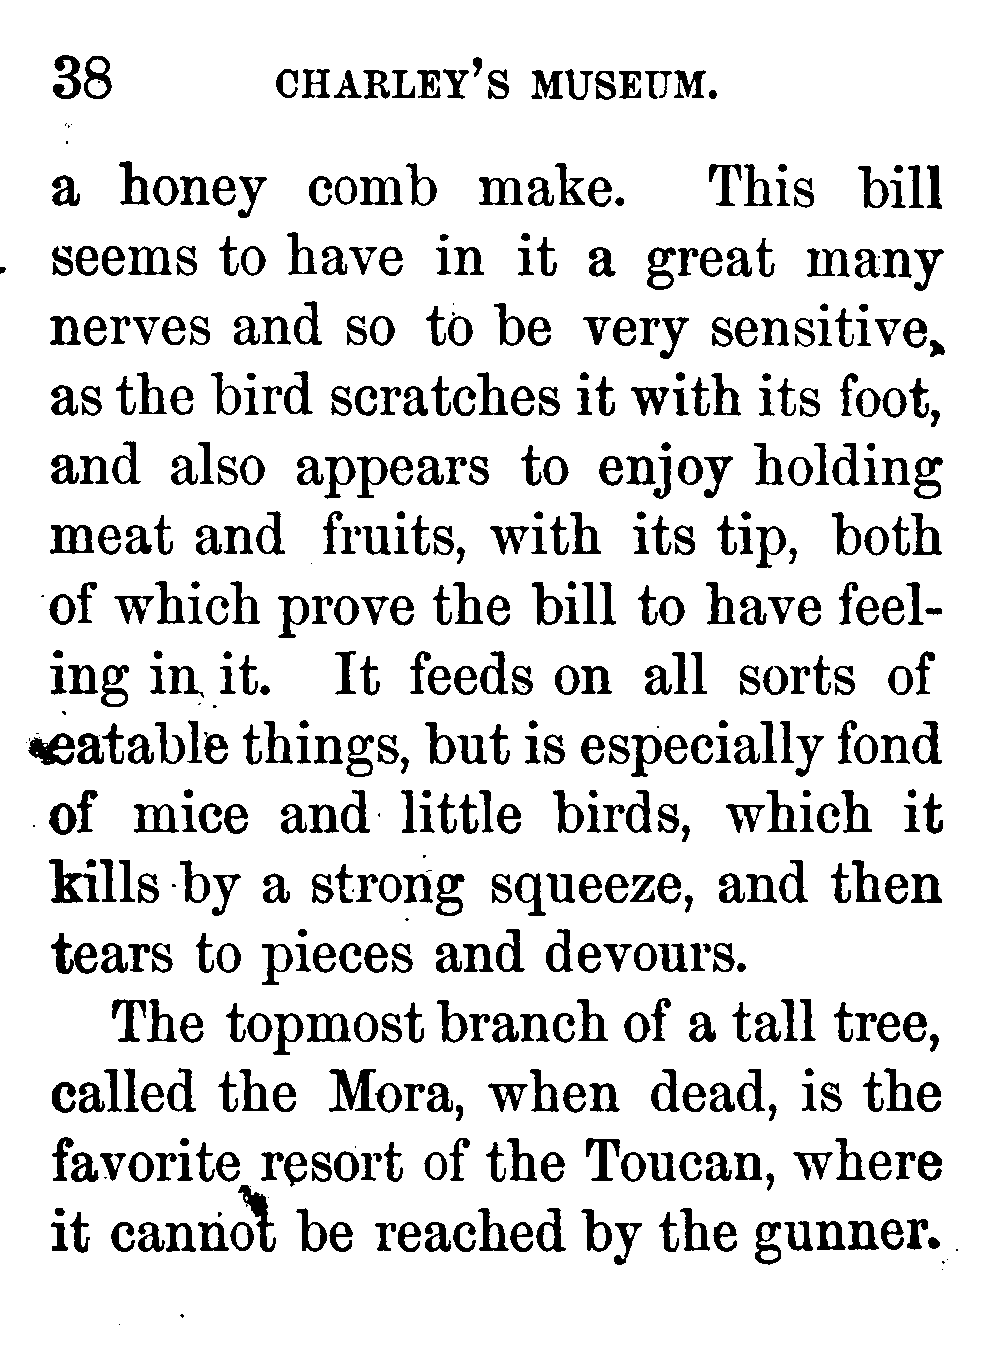 38 CHARLEY'S MUSEUM.
a honey comb make. This bill
seems to have in it a great many
nerves and so to be very sensitive,
as the bird scratches it with its foot,
and also appears to enjoy holding
meat and fruits, with its tip, both
of which prove the bill to have feel-
ing in it. It feeds on all sorts of
eatable things, but is especially fond
of mice and little birds, which it
kills by a strong squeeze, and then
tears to pieces and devours.
The topmost branch of a tall tree,
called the Mora, when dead, is the
favorite resort of the Toucan, where
it cannot be reached by the gunner.